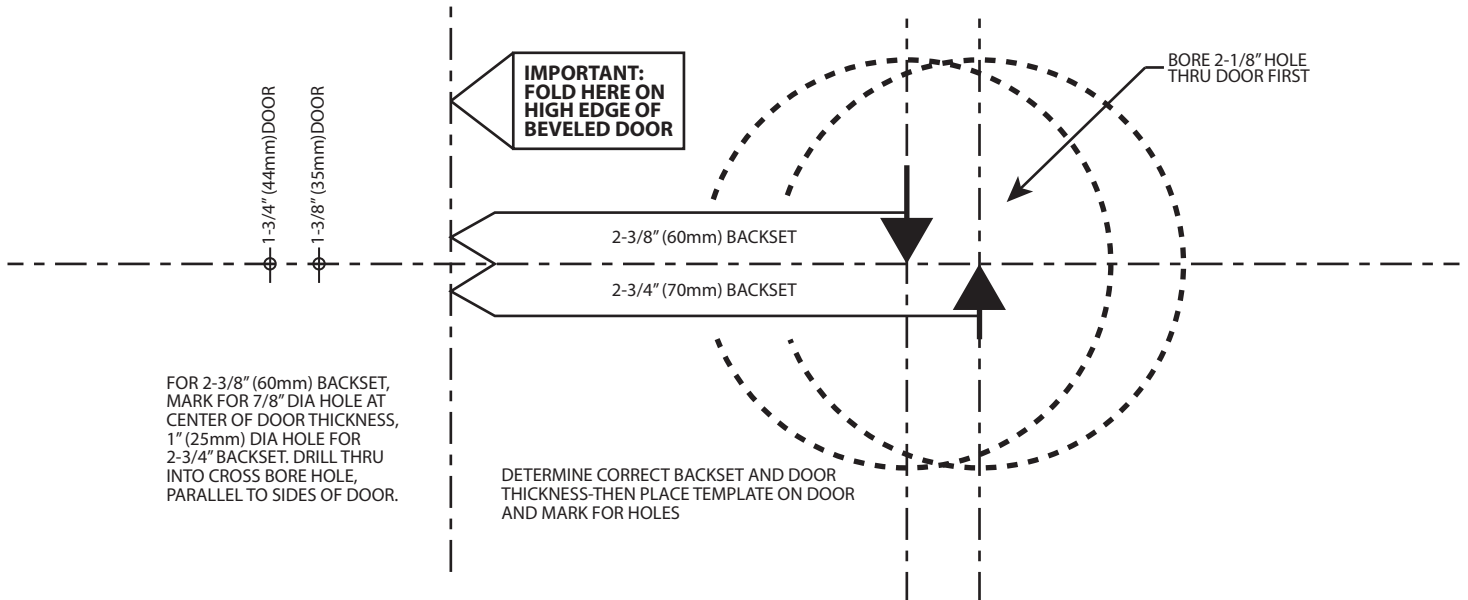 IMPORTANT:
FOLD HERE ON
HIGH EDGE OF
BEVELED DOOR
BORE 2-1/8" HOLE
THRU DOOR FIRST
1-3/4" (44mm)DOOR
1-3/8" (35mm)DOOR
2-3/8" (60mm) BACKSET
2-3/4" (70mm) BACKSET
FOR 2-3/8" (60mm) BACKSET,
MARK FOR 7/8" DIA HOLE AT
CENTER OF DOOR THICKNESS,
1" (25mm) DIA HOLE FOR
2-3/4" BACKSET. DRILL THRU
INTO CROSS BORE HOLE,
PARALLEL TO SIDES OF DOOR.
DETERMINE CORRECT BACKSET AND DOOR
THICKNESS-THEN PLACE TEMPLATE ON DOOR
AND MARK FOR HOLES